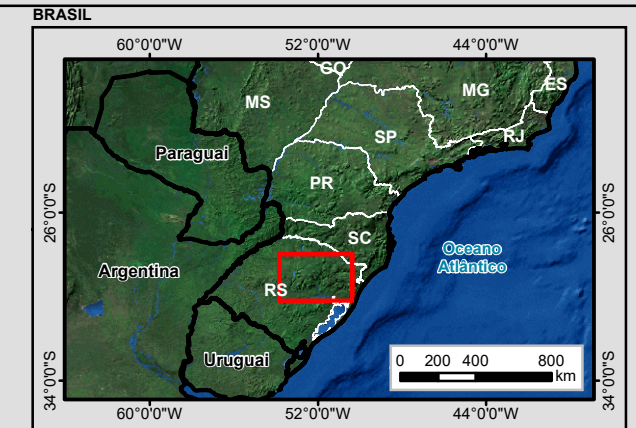 BRASIL
60°0'0"W 52°0'0"W 44°0'0"W
GO
ES
MG
MS
SP
RJ
Paraguai
PR
26°0'0"S 26°0'0"S
SC
Oceano
Atlântico
Argentina
RS
Uruguai
0 200 400 800
km
34°0'0"S 34°0'0"S
60°0'0"W 52°0'0"W 44°0'0"W